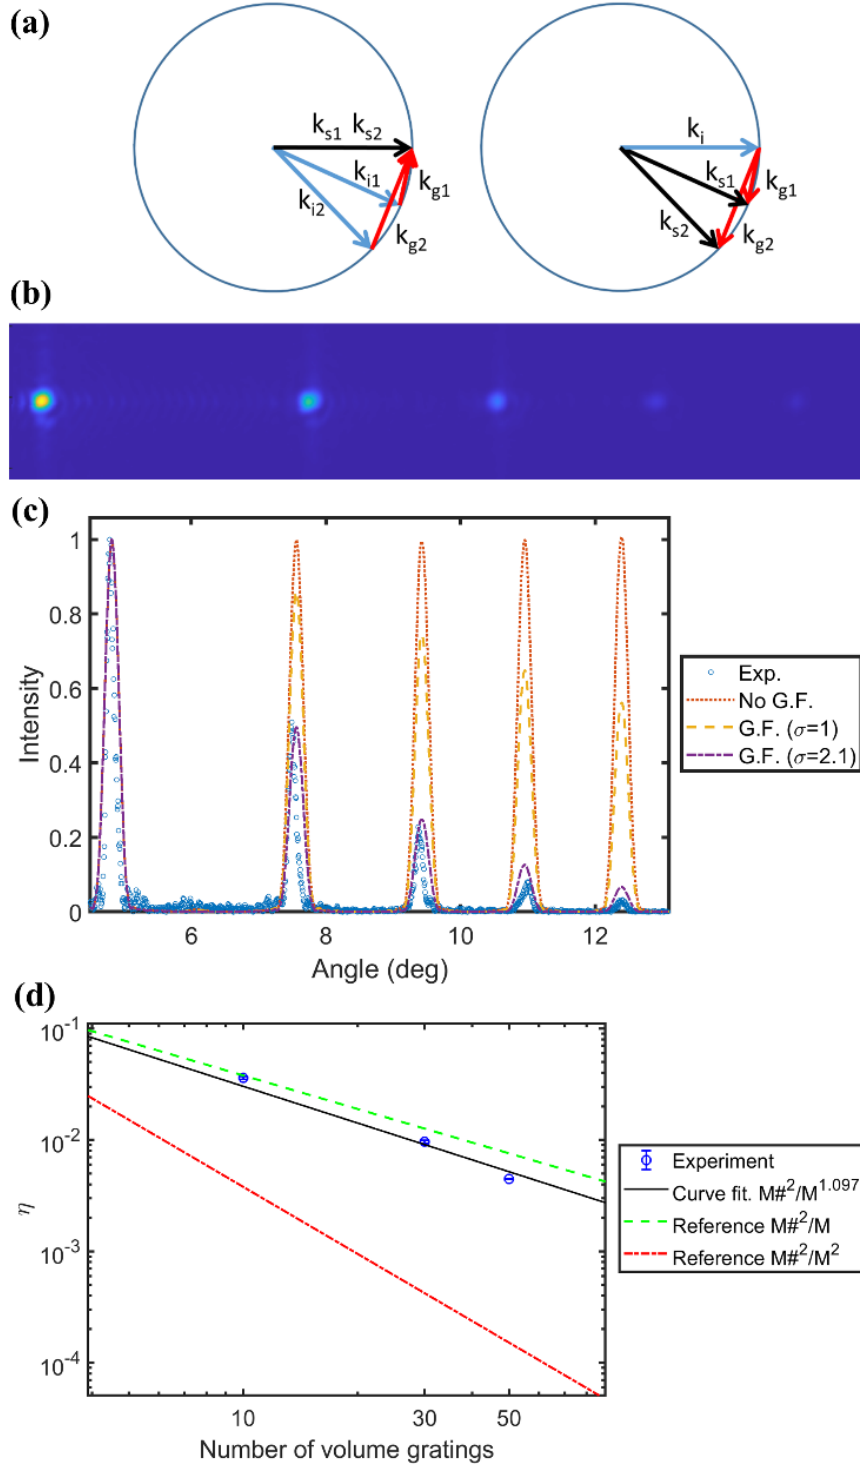 (a)
k_s1 k_s2
k_i1
k_i2
k_g1
k_g2
k_i
k_s1
k_s2
k_g1
k_g2
(b)
(c)
Intensity
1
0.8
0.6
0.4
0.2
0
6 8 10 12
Angle (deg)
Exp.
No G.F.
G.F. (σ=1)
G.F. (σ=2.1)
(d)
η
10^-1
10^-2
10^-3
10^-4
10 30 50
Number of volume gratings
Experiment
Curve fit. M#^2/M^1.097
Reference M#^2/M
Reference M#^2/M^2